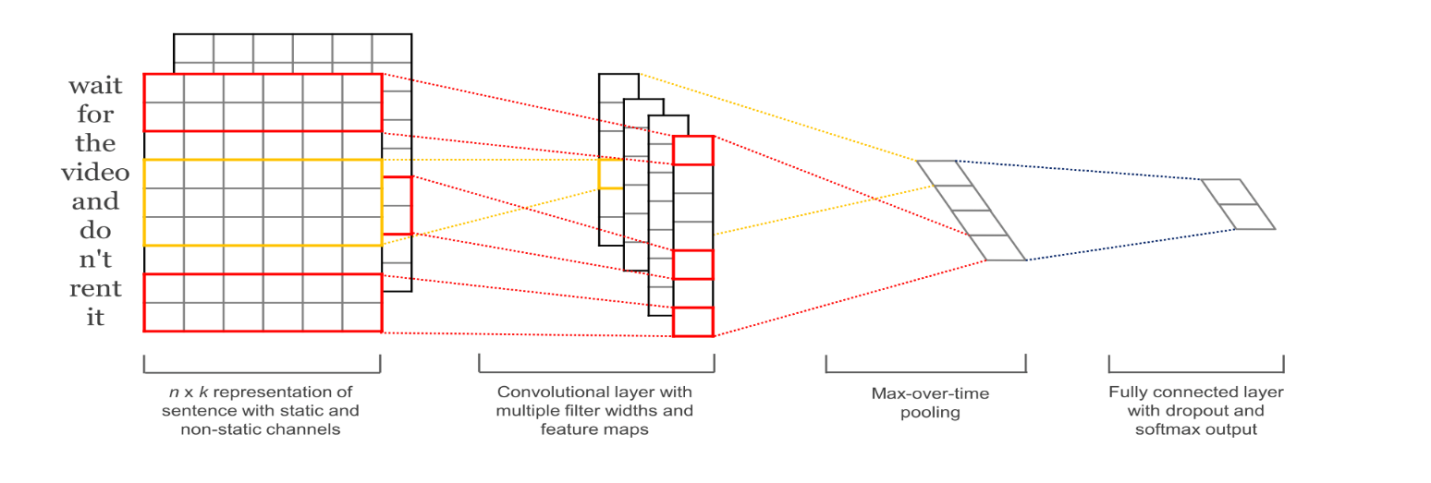 wait
for
the
video
and
do
n't
rent
it
n x k representation of
sentence with static and
non-static channels
Convolutional layer with
multiple filter widths and
feature maps
Max-over-time
pooling
Fully connected layer
with dropout and
softmax output